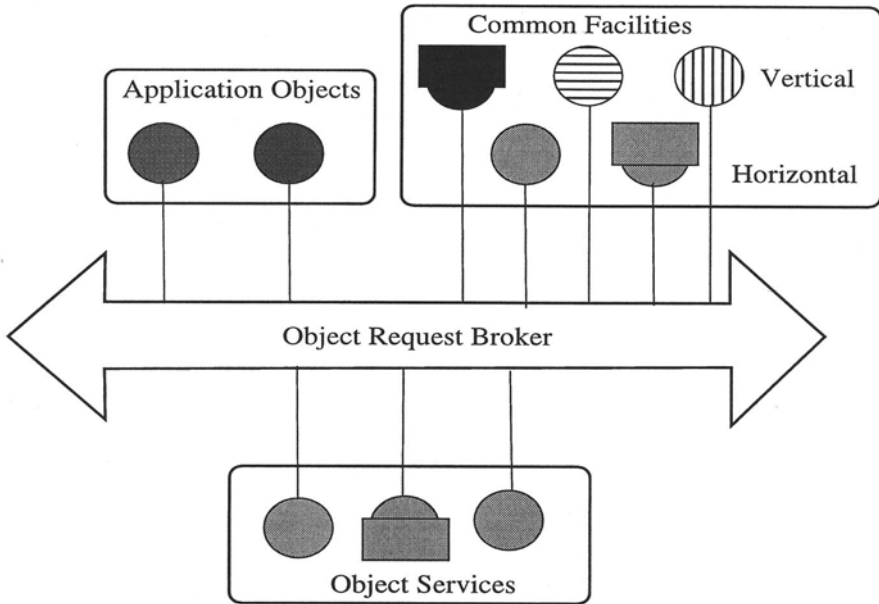 Common Facilities
Application Objects
Vertical
Horizontal
Object Request Broker
Object Services